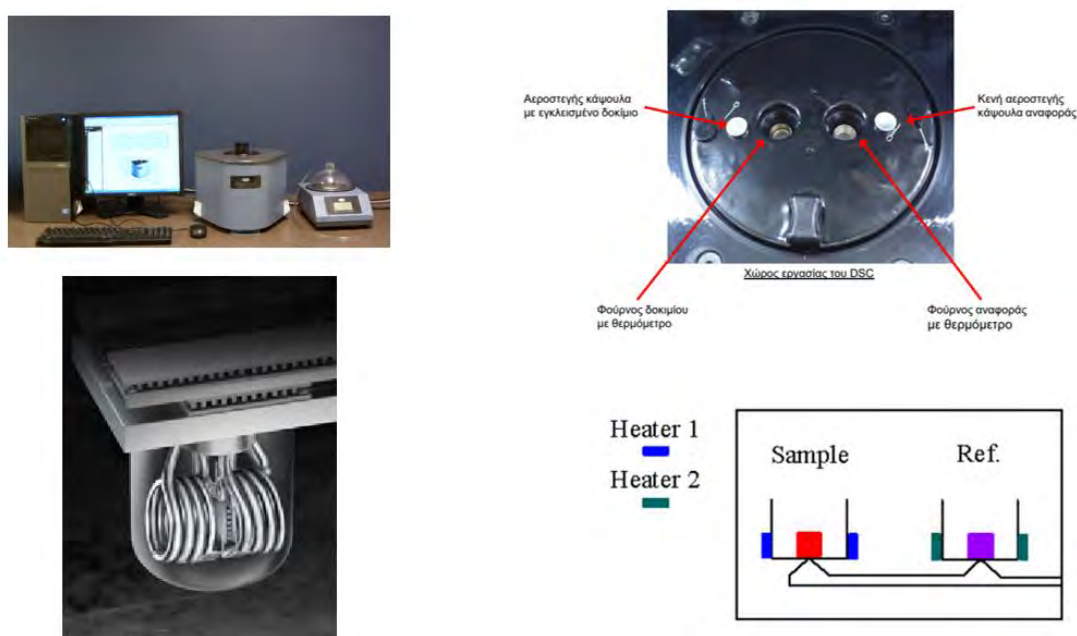 Αεροστεγής κάψουλα
με εγκλεισμένο δοκίμιο
Κενή αεροστεγής
κάψουλα αναφοράς
Χώρος εργασίας του DSC
Φούρνος δοκιμίου
με θερμόμετρο
Φούρνος αναφοράς
με θερμόμετρο
Heater 1
Heater 2
Sample
Ref.